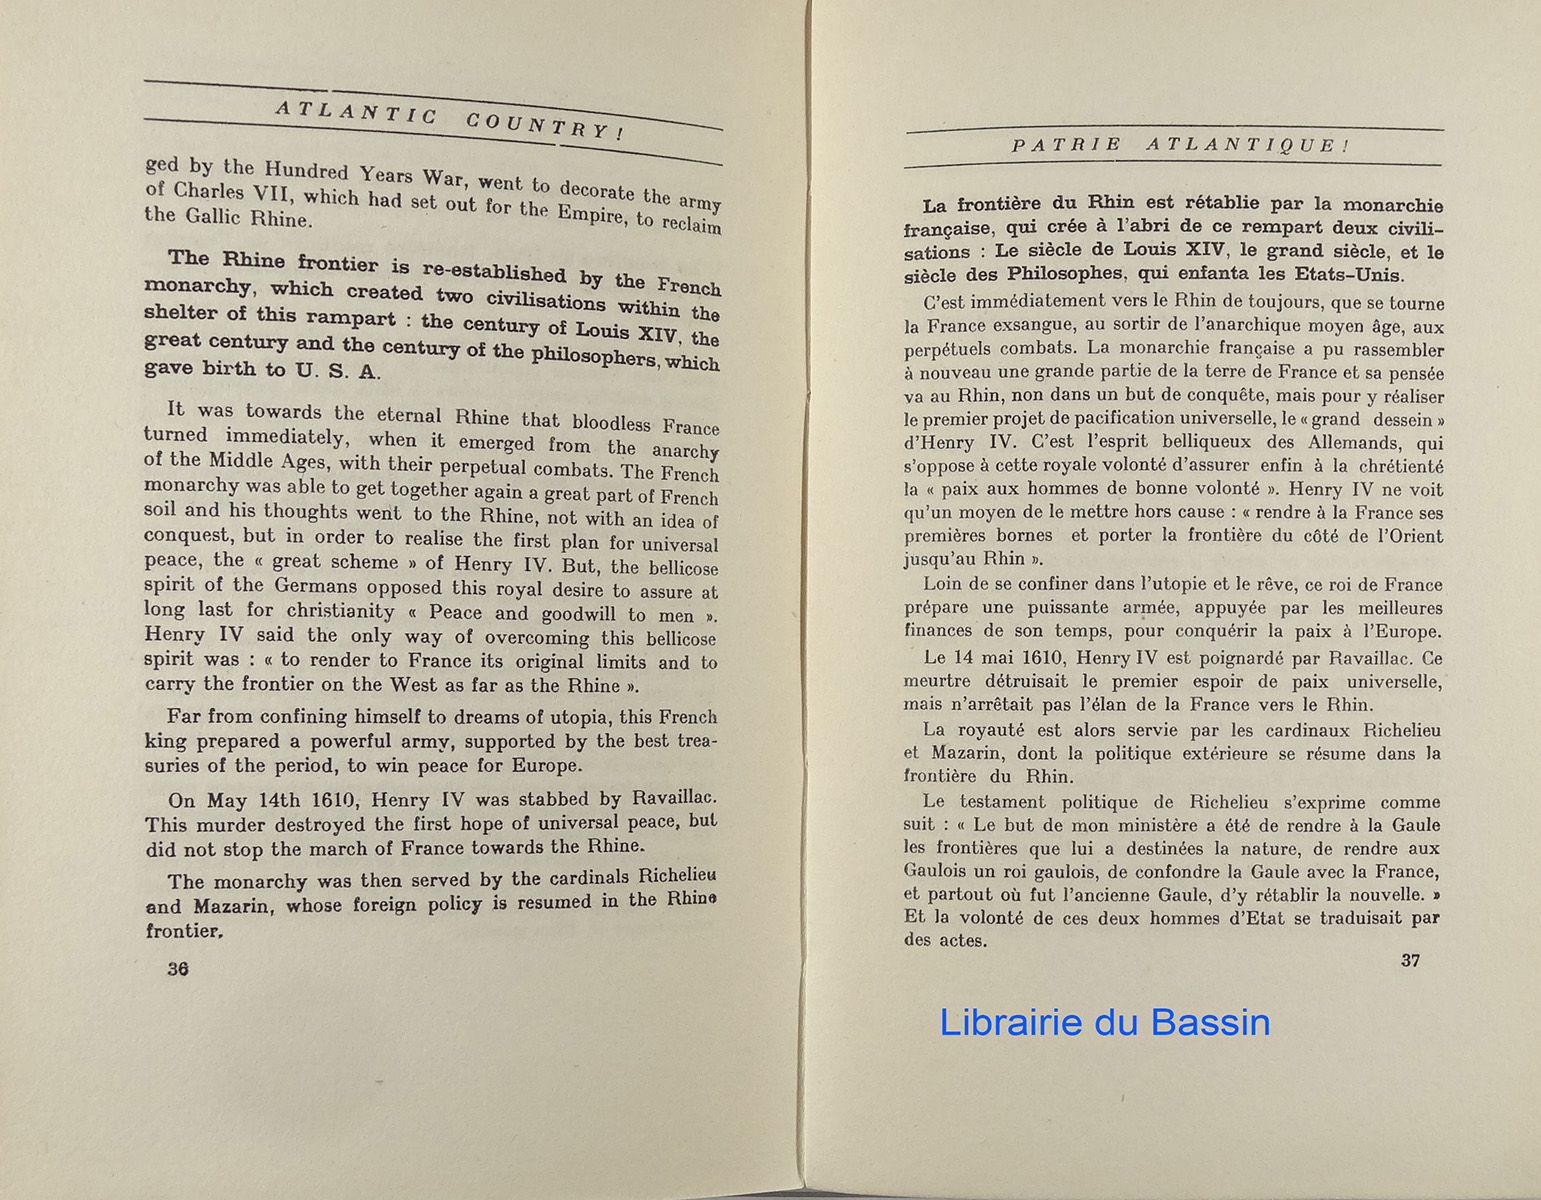 ATLANTIC COUNTRY!
ged by the Hundred Years War, went to decorate the army
of Charles VII, which had set out for the Empire, to reclaim
the Gallic Rhine.
The Rhine frontier is re-established by the French
monarchy, which created two civilisations within the
shelter of this rampart : the century of Louis XIV, the
great century and the century of the philosophers, which
gave birth to U. S. A.
It was towards the eternal Rhine that bloodless France
turned immediately, when it emerged from the anarchy
of the Middle Ages, with their perpetual combats. The French
monarchy was able to get together again a great part of French
soil and his thoughts went to the Rhine, not with an idea of
conquest, but in order to realise the first plan for universal
peace, the « great scheme » of Henry IV. But, the bellicose
spirit of the Germans opposed this royal desire to assure at
long last for christianity « Peace and goodwill to men ».
Henry IV said the only way of overcoming this bellicose
spirit was : « to render to France its original limits and to
carry the frontier on the West as far as the Rhine ».
Far from confining himself to dreams of utopia, this French
king prepared a powerful army, supported by the best trea-
suries of the period, to win peace for Europe.
On May 14th 1610, Henry IV was stabbed by Ravaillac.
This murder destroyed the first hope of universal peace, but
did not stop the march of France towards the Rhine.
The monarchy was then served by the cardinals Richelieu
and Mazarin, whose foreign policy is resumed in the Rhine
frontier.
36
PATRIE ATLANTIQUE!
La frontière du Rhin est rétablie par la monarchie
française, qui crée à l'abri de ce rempart deux civili-
sations : Le siècle de Louis XIV, le grand siècle, et le
siècle des Philosophes, qui enfanta les Etats-Unis.
C'est immédiatement vers le Rhin de toujours, que se tourne
la France exsangue, au sortir de l'anarchique moyen âge, aux
perpétuels combats. La monarchie française a pu rassembler
à nouveau une grande partie de la terre de France et sa pensée
va au Rhin, non dans un but de conquête, mais pour y réaliser
le premier projet de pacification universelle, le « grand dessein »
d'Henry IV. C'est l'esprit belliqueux des Allemands, qui
s'oppose à cette royale volonté d'assurer enfin à la chrétienté
la « paix aux hommes de bonne volonté ». Henry IV ne voit
qu'un moyen de le mettre hors cause : « rendre à la France ses
premières bornes et porter la frontière du côté de l'Orient
jusqu'au Rhin ».
Loin de se confiner dans l'utopie et le rêve, ce roi de France
prépare une puissante armée, appuyée par les meilleures
finances de son temps, pour conquérir la paix à l'Europe.
Le 14 mai 1610, Henry IV est poignardé par Ravaillac. Ce
meurtre détruisait le premier espoir de paix universelle,
mais n'arrêtait pas l'élan de la France vers le Rhin.
La royauté est alors servie par les cardinaux Richelieu
et Mazarin, dont la politique extérieure se résume dans la
frontière du Rhin.
Le testament politique de Richelieu s'exprime comme
suit : « Le but de mon ministère a été de rendre à la Gaule
les frontières que lui a destinées la nature, de rendre aux
Gaulois un roi gaulois, de confondre la Gaule avec la France,
et partout où fut l'ancienne Gaule, d'y rétablir la nouvelle. »
Et la volonté de ces deux hommes d'Etat se traduisait par
des actes.
37
Librairie du Bassin